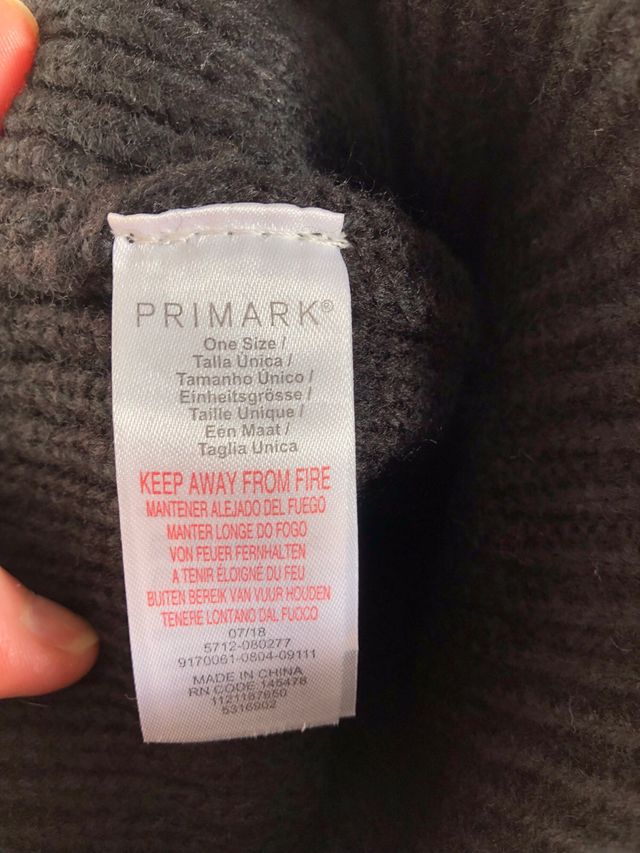 PRIMARK®
One Size /
Talla Única /
Tamanho Único /
Einheitsgrösse /
Taille Unique /
Eén Maat /
Taglia Unica
KEEP AWAY FROM FIRE
MANTENER ALEJADO DEL FUEGO
MANTER LONGE DO FOGO
VON FEUER FERNHALTEN
A TENIR ÉLOIGNÉ DU FEU
BUITEN BEREIK VAN VUUR HOUDEN
TENERE LONTANO DAL FUOCO
07/18
5712-080277
9170061-0804-09111
MADE IN CHINA
RN CODE 145478
1121187650
5316902